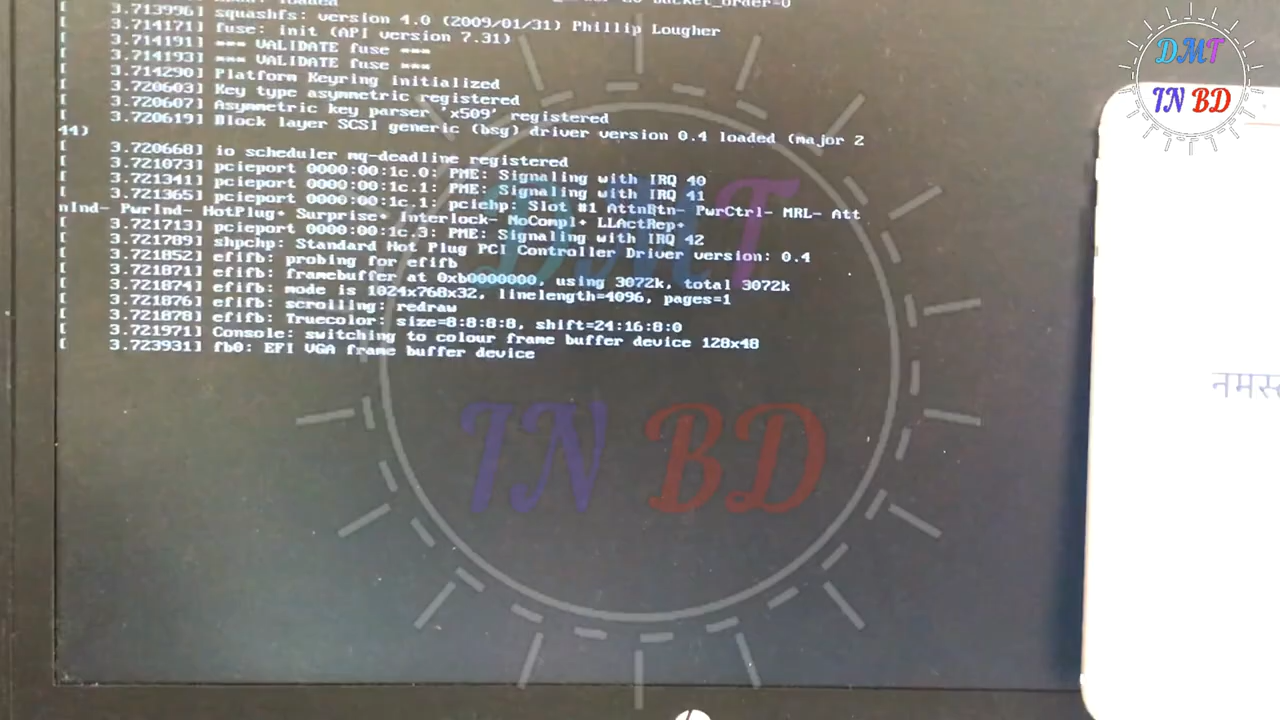 bucket_order=0
[ 3.713996] squashfs: version 4.0 (2009/01/31) Phillip Lougher
[ 3.714171] fuse: init (API version 7.31)
[ 3.714191] *** VALIDATE fuse ***
[ 3.714193] *** VALIDATE fuse ***
[ 3.714290] Platform Keyring initialized
[ 3.720603] Key type asymmetric registered
[ 3.720607] Asymmetric key parser 'x509' registered
[ 3.720619] Block layer SCSI generic (bsg) driver version 0.4 loaded (major 2
44)
[ 3.720668] io scheduler mq-deadline registered
[ 3.721073] pcieport 0000:00:1c.0: PME: Signaling with IRQ 40
[ 3.721341] pcieport 0000:00:1c.1: PME: Signaling with IRQ 41
[ 3.721365] pcieport 0000:00:1c.1: pciehp: Slot #1 AttnBtn- PwrCtrl- MRL- Att
nInd- PwrInd- HotPlug+ Surprise+ Interlock- NoCompl+ LLActRep+
[ 3.721713] pcieport 0000:00:1c.3: PME: Signaling with IRQ 42
[ 3.721789] shpchp: Standard Hot Plug PCI Controller Driver version: 0.4
[ 3.721852] efifb: probing for efifb
[ 3.721871] efifb: framebuffer at 0xb0000000, using 3072k, total 3072k
[ 3.721874] efifb: mode is 1024x768x32, linelength=4096, pages=1
[ 3.721876] efifb: scrolling: redraw
[ 3.721878] efifb: Truecolor: size=8:8:8:8, shift=24:16:8:0
[ 3.721971] Console: switching to colour frame buffer device 128x48
[ 3.723931] fb0: EFI VGA frame buffer device
DMT
IN BD
DMT
IN BD